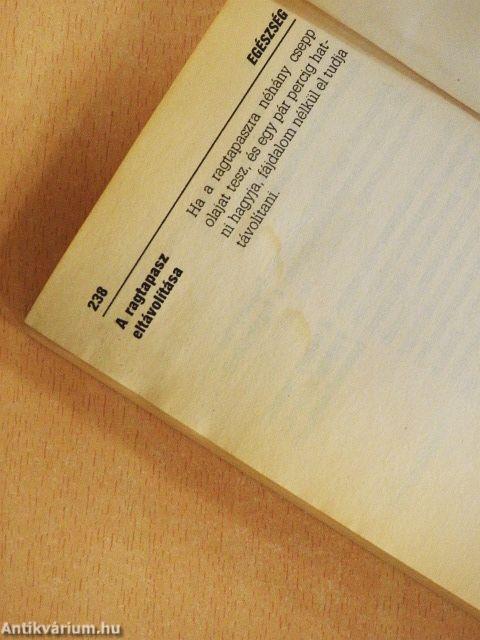 238
EGÉSZSÉG
A ragtapasz
eltávolítása
Ha a ragtapaszra néhány csepp
olajat tesz, és egy pár percig hat-
ni hagyja, fájdalom nélkül el tudja
távolítani.
Antikvárium.hu